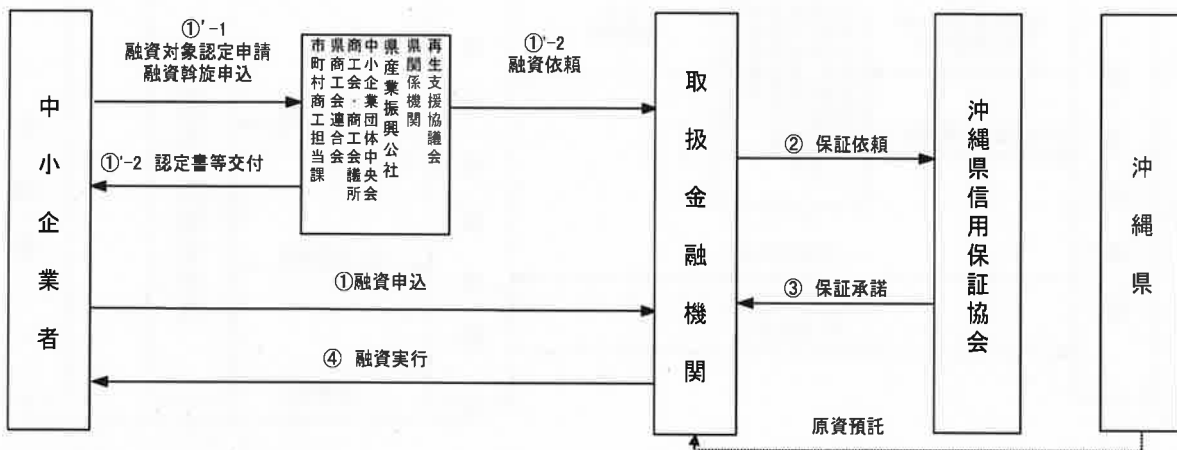 中小企業者
①'-1
融資対象認定申請
融資斡旋申込
①'-2 認定書等交付
再生支援協議会
県関係機関
県産業振興公社
中小企業団体中央会
商工会・商工会議所
県商工会連合会
市町村商工担当課
①'-2
融資依頼
①融資申込
④ 融資実行
取扱金融機関
② 保証依頼
③ 保証承諾
沖縄県信用保証協会
沖縄県
原資預託